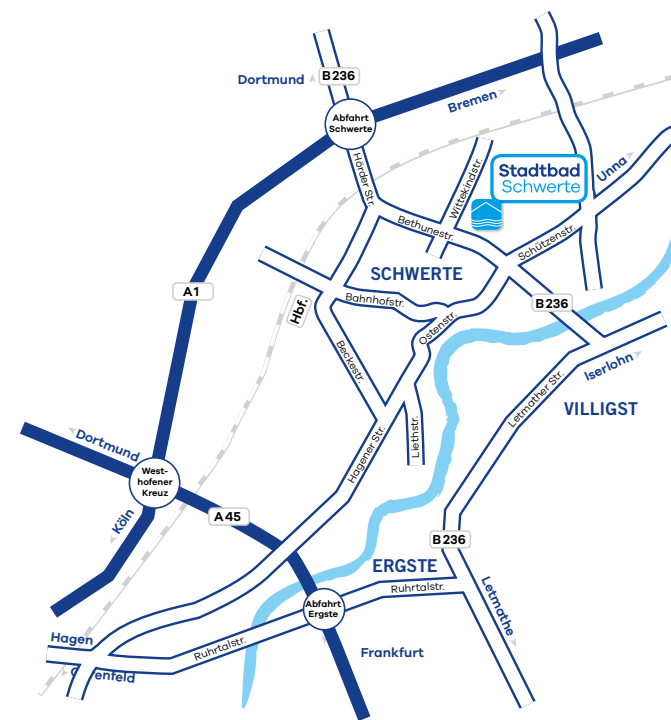 B236
Dortmund
Bremen
Abfahrt
Schwerte
Hörder Str.
Wittekindstr.
Stadtbad
Schwerte
Unna
Bethunestr.
Schützenstr.
SCHWERTE
A1
Hbf.
Bahnhofstr.
B236
Ostenstr.
Beckestr.
Iserlohn
Letmather Str.
VILLIGST
Dortmund
Liethstr.
Hagener Str.
West-
hofener
Kreuz
A45
Köln
B236
ERGSTE
Ruhrtalstr.
Abfahrt
Ergste
Letmathe
Hagen
Ruhrtalstr.
Frankfurt